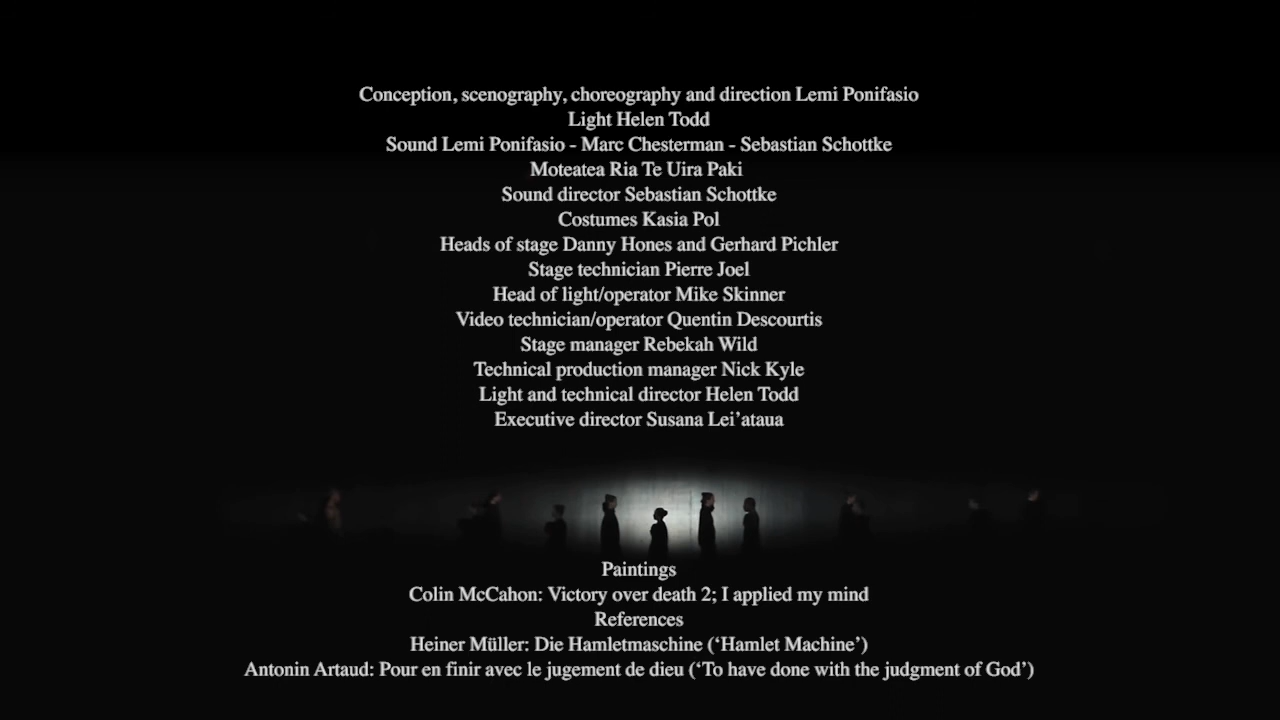 Conception, scenography, choreography and direction Lemi Ponifasio
Light Helen Todd
Sound Lemi Ponifasio - Marc Chesterman - Sebastian Schottke
Moteatea Ria Te Uira Paki
Sound director Sebastian Schottke
Costumes Kasia Pol
Heads of stage Danny Hones and Gerhard Pichler
Stage technician Pierre Joel
Head of light/operator Mike Skinner
Video technician/operator Quentin Descourtis
Stage manager Rebekah Wild
Technical production manager Nick Kyle
Light and technical director Helen Todd
Executive director Susana Lei’ataua
Paintings
Colin McCahon: Victory over death 2; I applied my mind
References
Heiner Müller: Die Hamletmaschine (‘Hamlet Machine’)
Antonin Artaud: Pour en finir avec le jugement de dieu (‘To have done with the judgment of God’)